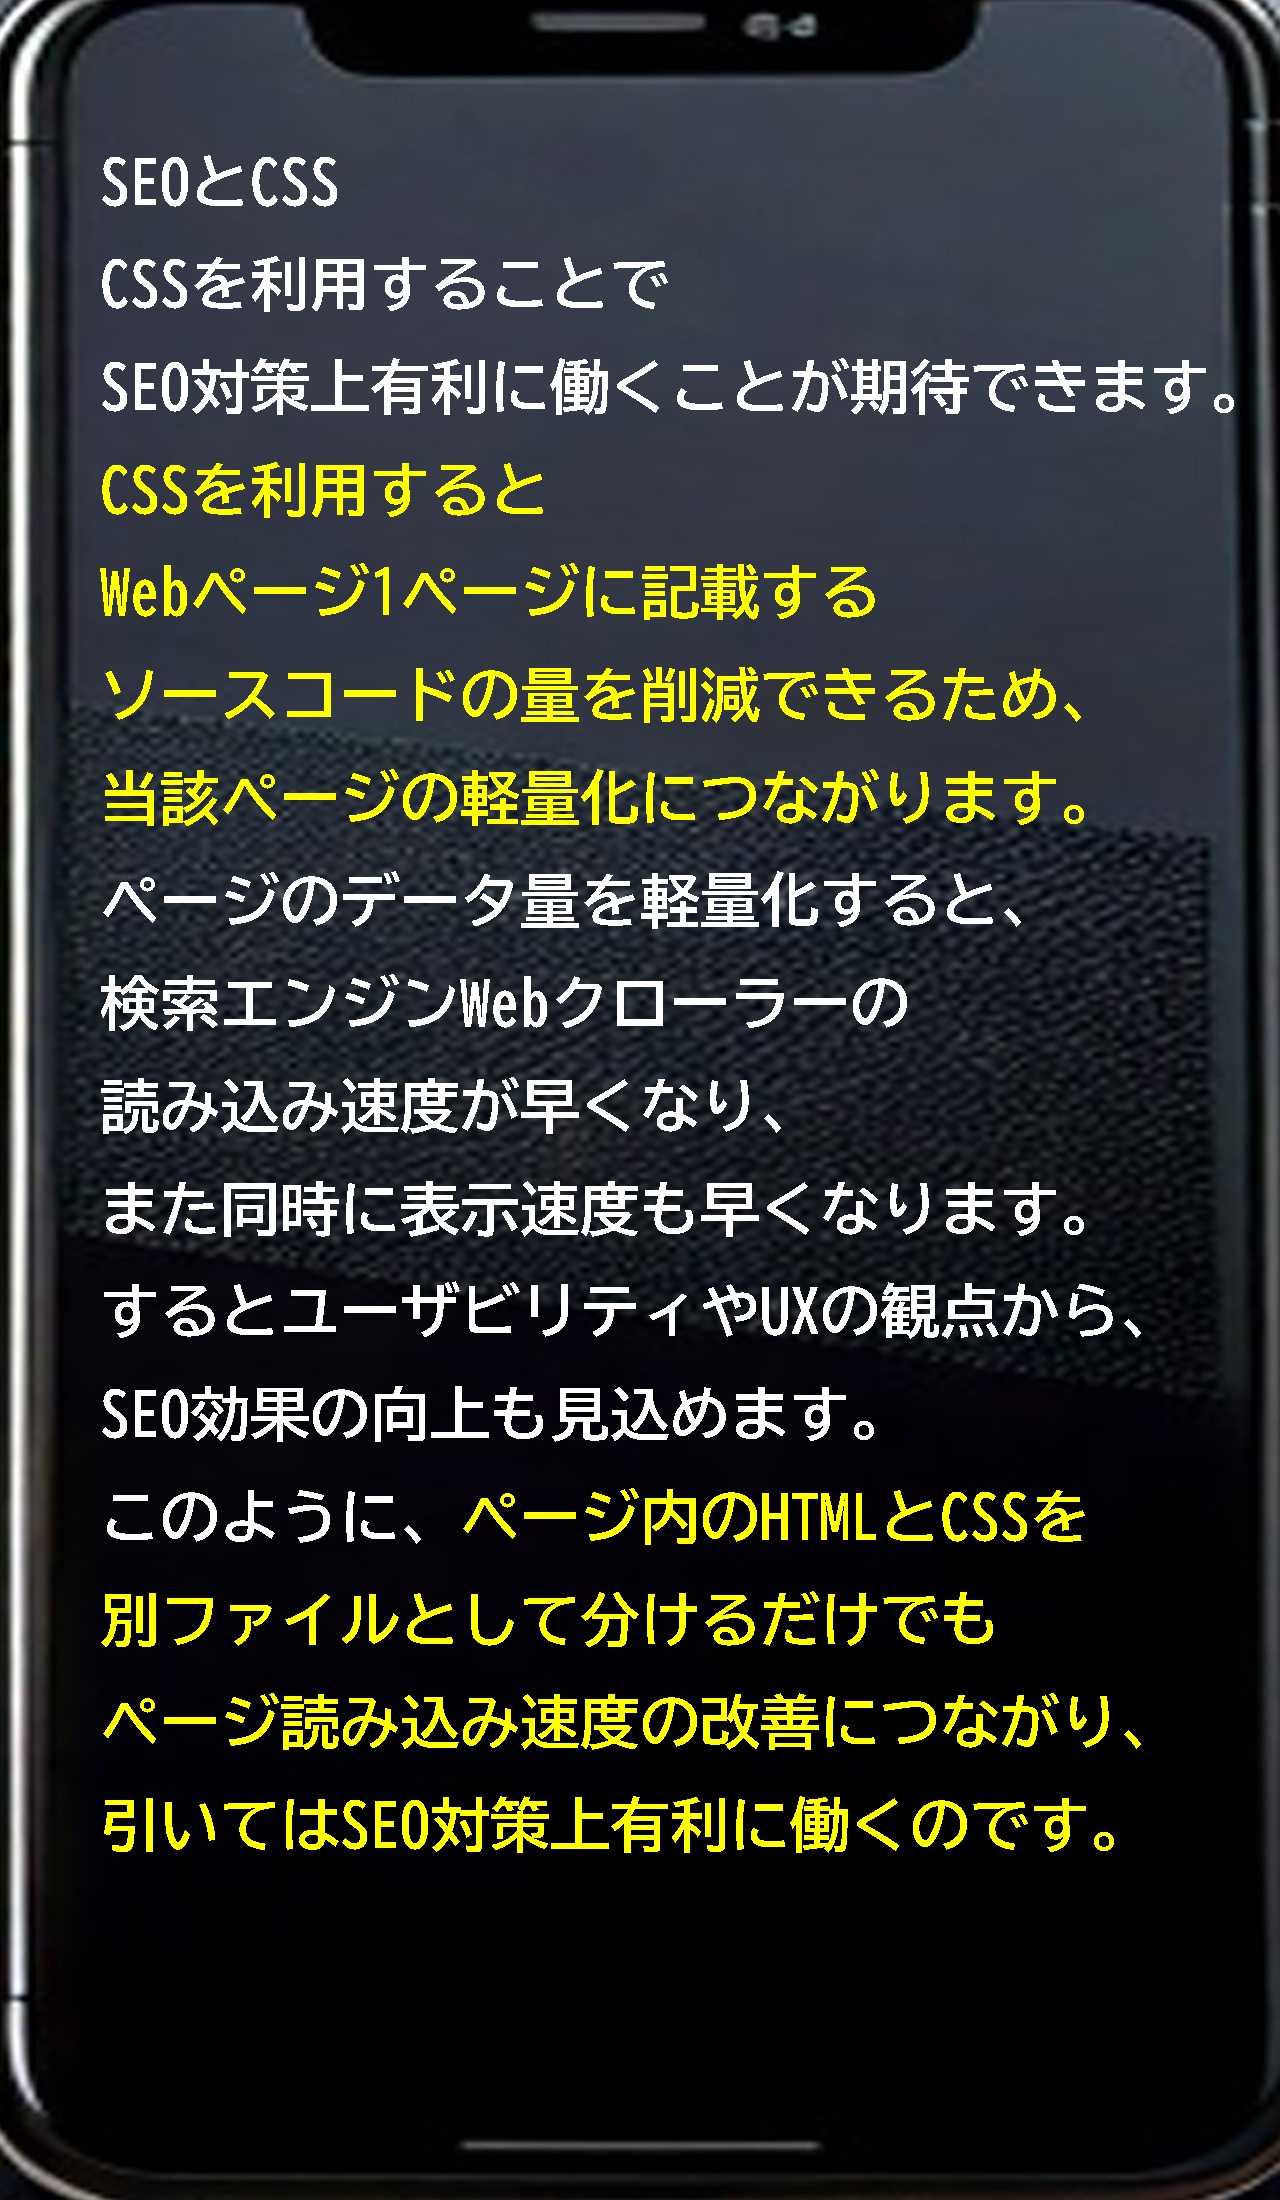 SEOとCSS
CSSを利用することで
SEO対策上有利に働くことが期待できます。
CSSを利用すると
Webページ1ページに記載する
ソースコードの量を削減できるため、
当該ページの軽量化につながります。
ページのデータ量を軽量化すると、
検索エンジンWebクローラーの
読み込み速度が早くなり、
また同時に表示速度も早くなります。
するとユーザビリティやUXの観点から、
SEO効果の向上も見込めます。
このように、ページ内のHTMLとCSSを
別ファイルとして分けるだけでも
ページ読み込み速度の改善につながり、
引いてはSEO対策上有利に働くのです。